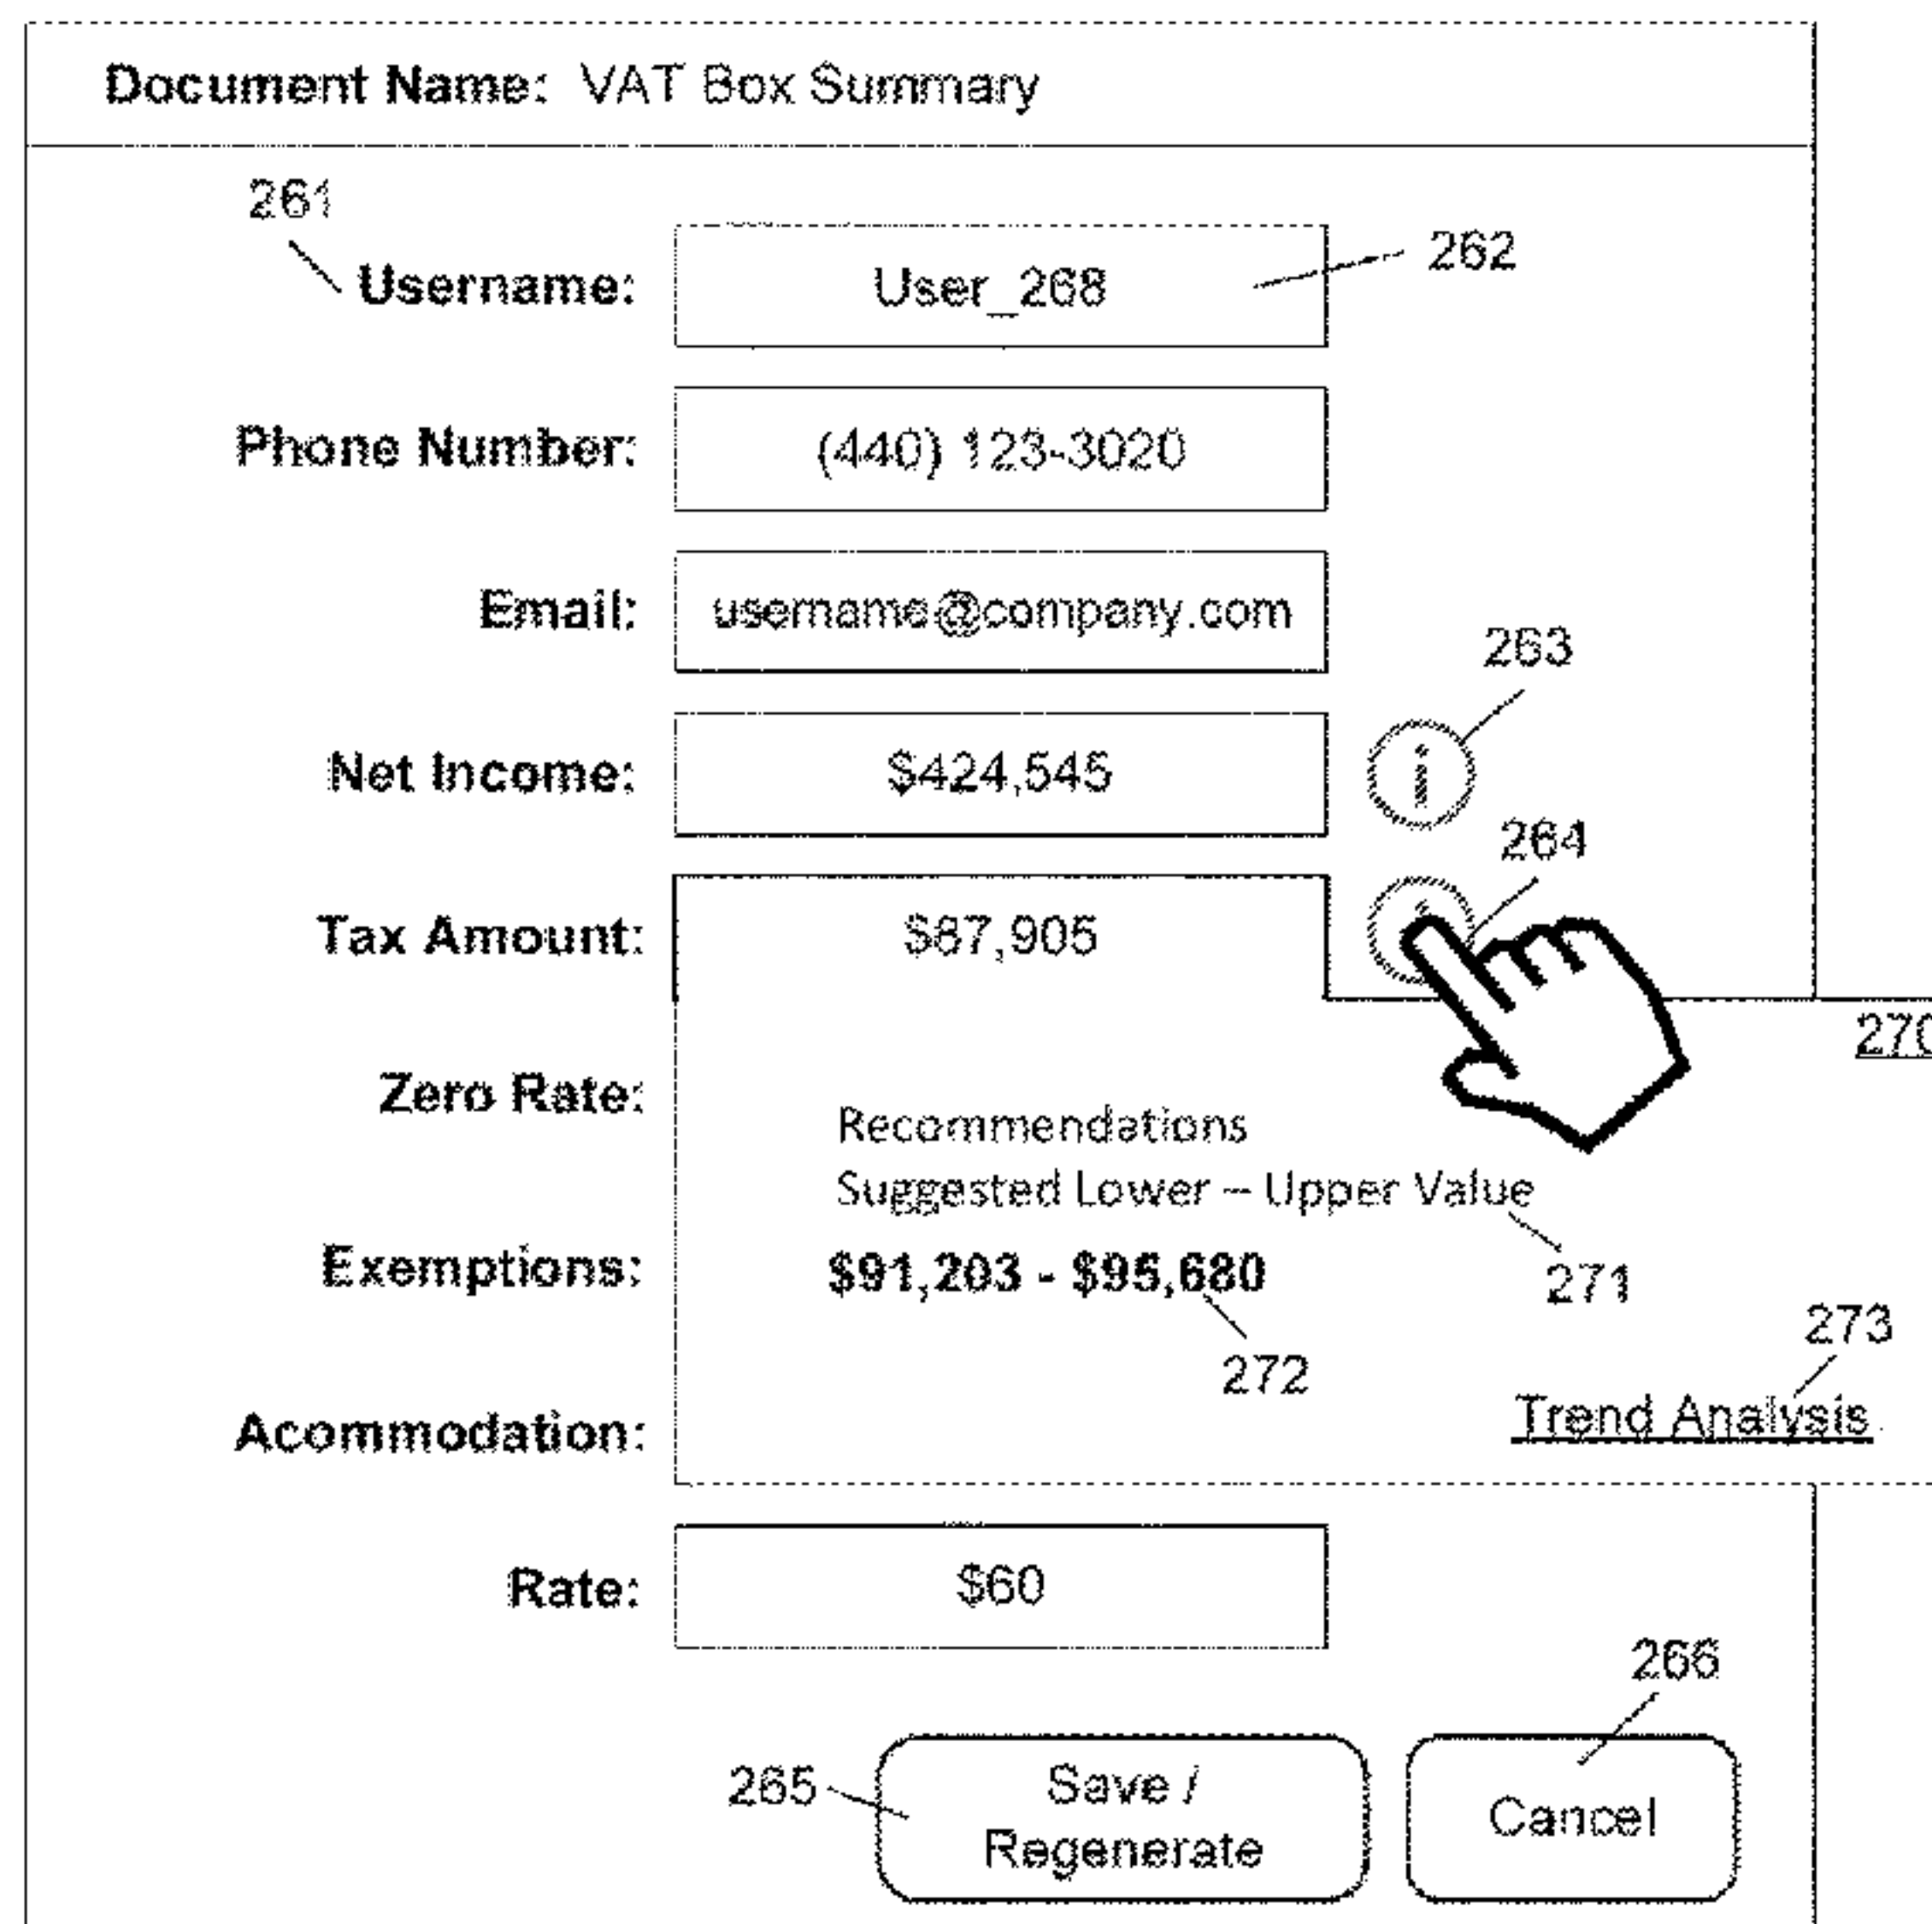 Document Name: VAT Box Summary
261
Username: User_268 262
Phone Number: (440) 123-3020
Email: username@company.com
263
Net Income: $424,545 i
264
Tax Amount: $87,905
270
Zero Rate:
Recommendations
Suggested Lower – Upper Value
Exemptions: $91,203 - $95,680 271
273
272
Trend Analysis
Acommodation:
Rate: $60
266
265 Save /
Regenerate
Cancel